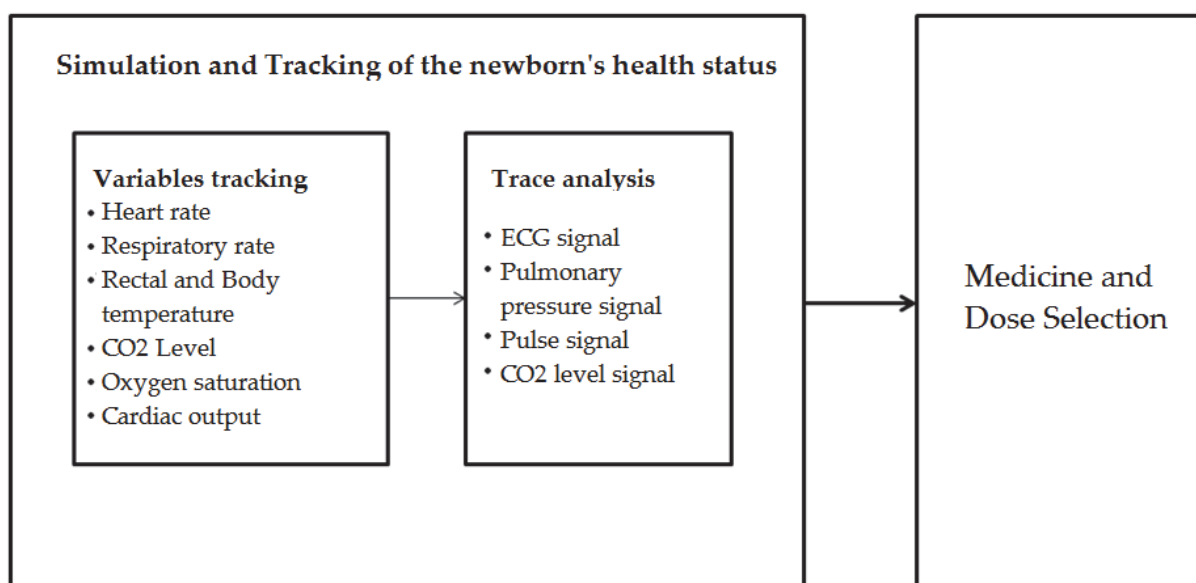 Simulation and Tracking of the newborn's health status
Variables tracking
• Heart rate
• Respiratory rate
• Rectal and Body
temperature
• CO2 Level
• Oxygen saturation
• Cardiac output
Trace analysis
• ECG signal
• Pulmonary
pressure signal
• Pulse signal
• CO2 level signal
Medicine and
Dose Selection